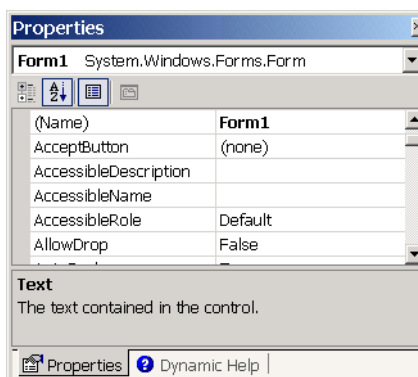 Properties
Form1 System.Windows.Forms.Form
(Name) Form1
AcceptButton (none)
AccessibleDescription
AccessibleName
AccessibleRole Default
AllowDrop False
Text
The text contained in the control.
Properties Dynamic Help